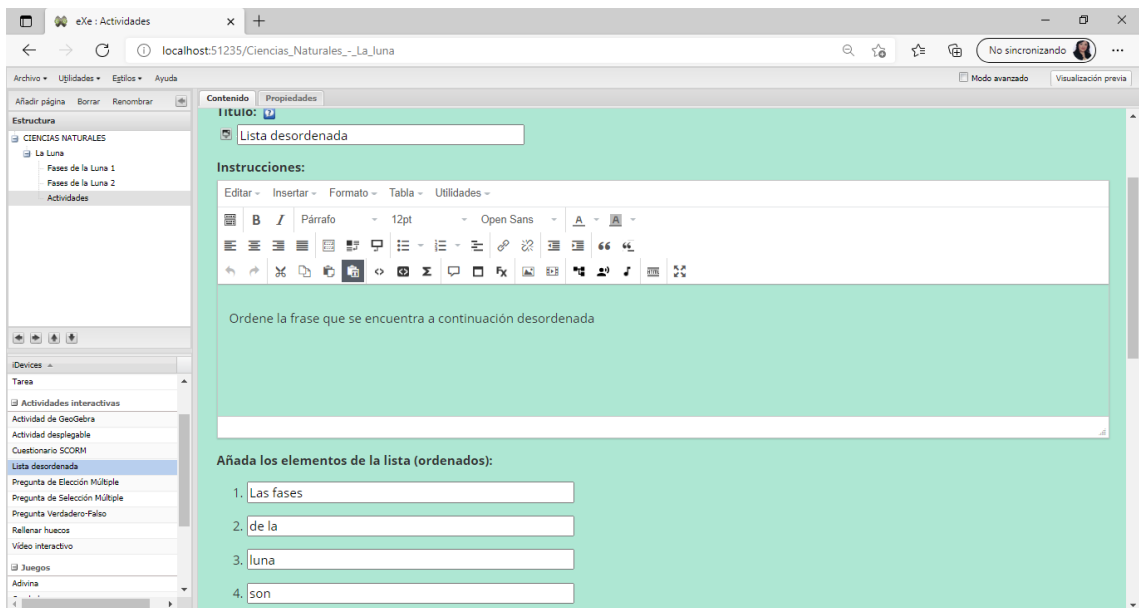 eXe : Actividades
localhost:51235/Ciencias_Naturales_-_La_luna
No sincronizando
Archivo Utilidades Estilos Ayuda
Modo avanzado
Visualización previa
Añadir página Borrar Renombrar
Estructura
CIENCIAS NATURALES
La Luna
Fases de la Luna 1
Fases de la Luna 2
Actividades
iDevices
Tarea
Actividades interactivas
Actividad de GeoGebra
Actividad desplegable
Cuestionario SCORM
Lista desordenada
Pregunta de Elección Múltiple
Pregunta de Selección Múltiple
Pregunta Verdadero-Falso
Rellenar huecos
Vídeo interactivo
Juegos
Adivina
Contenido Propiedades
Título:
Lista desordenada
Instrucciones:
Editar Insertar Formato Tabla Utilidades
B I Párrafo 12pt Open Sans A A
Ordene la frase que se encuentra a continuación desordenada
Añada los elementos de la lista (ordenados):
1. Las fases
2. de la
3. luna
4. son